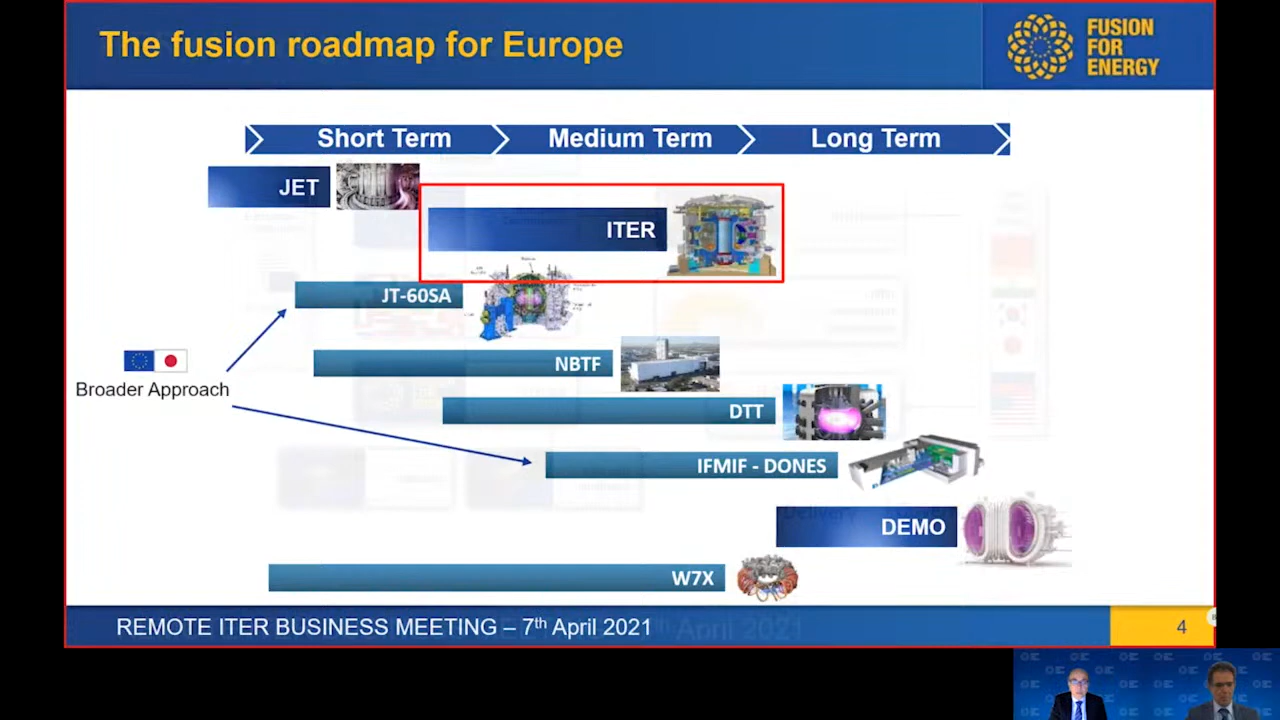 The fusion roadmap for Europe
FUSION
FOR
ENERGY
Short Term
Medium Term
Long Term
JET
ITER
JT-60SA
NBTF
Broader Approach
DTT
IFMIF - DONES
DEMO
W7X
REMOTE ITER BUSINESS MEETING – 7th April 2021
4